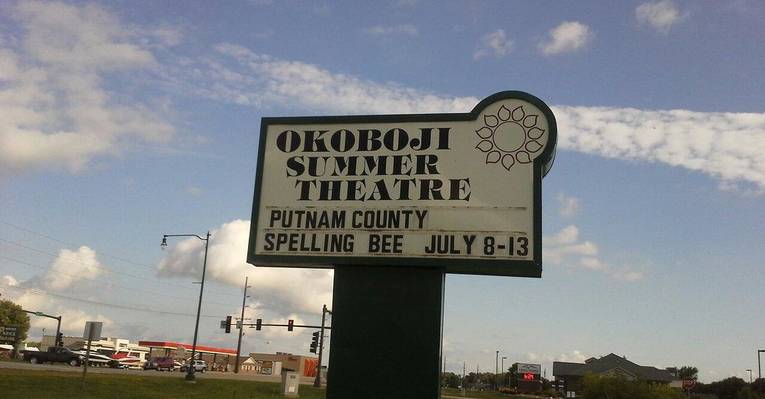 OKOBOJI
SUMMER
THEATRE
PUTNAM COUNTY
SPELLING BEE JULY 8-13